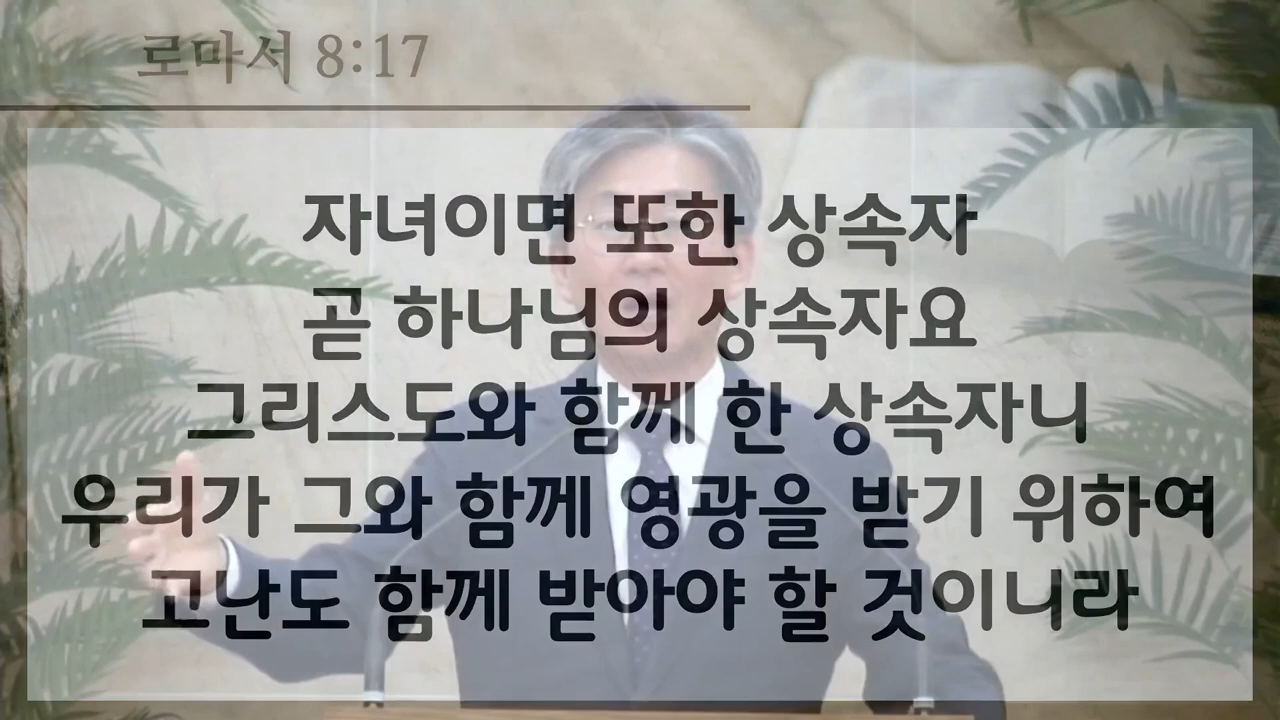 로마서 8:17
자녀이면 또한 상속자
곧 하나님의 상속자요
그리스도와 함께 한 상속자니
우리가 그와 함께 영광을 받기 위하여
고난도 함께 받아야 할 것이니라